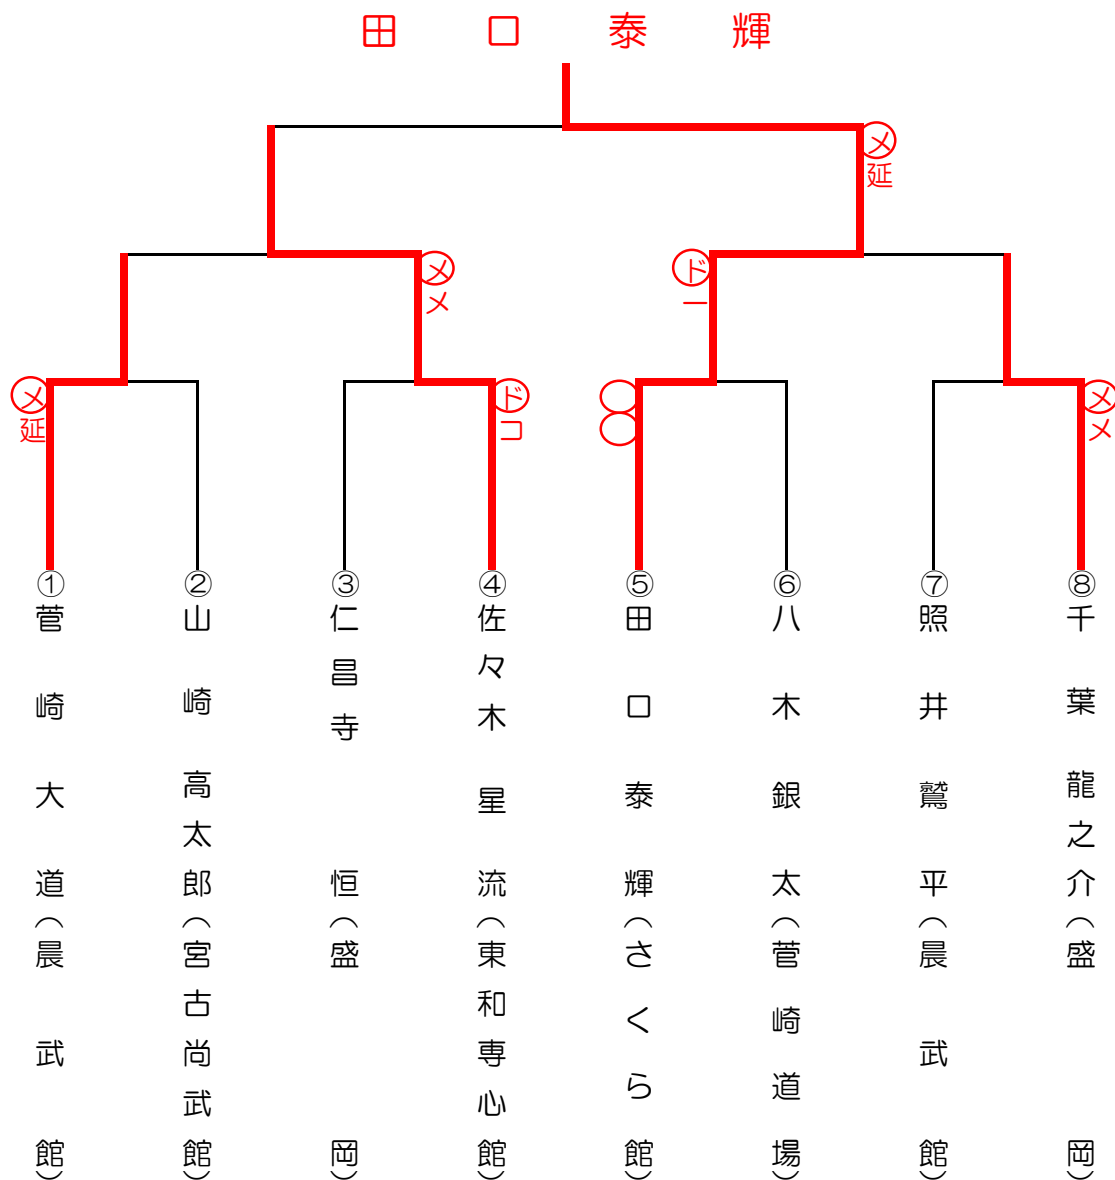 田口泰輝
メ
延
メ
メ
ド
一
メ
延
ド
コ
メ
メ
①菅崎大道(晨武館)
②山崎高太郎(宮古尚武館)
③仁昌寺恒(盛岡)
④佐々木星流(東和専心館)
⑤田口泰輝(さくら館)
⑥八木銀太(菅崎道場)
⑦照井鷲平(晨武館)
⑧千葉龍之介(盛岡)